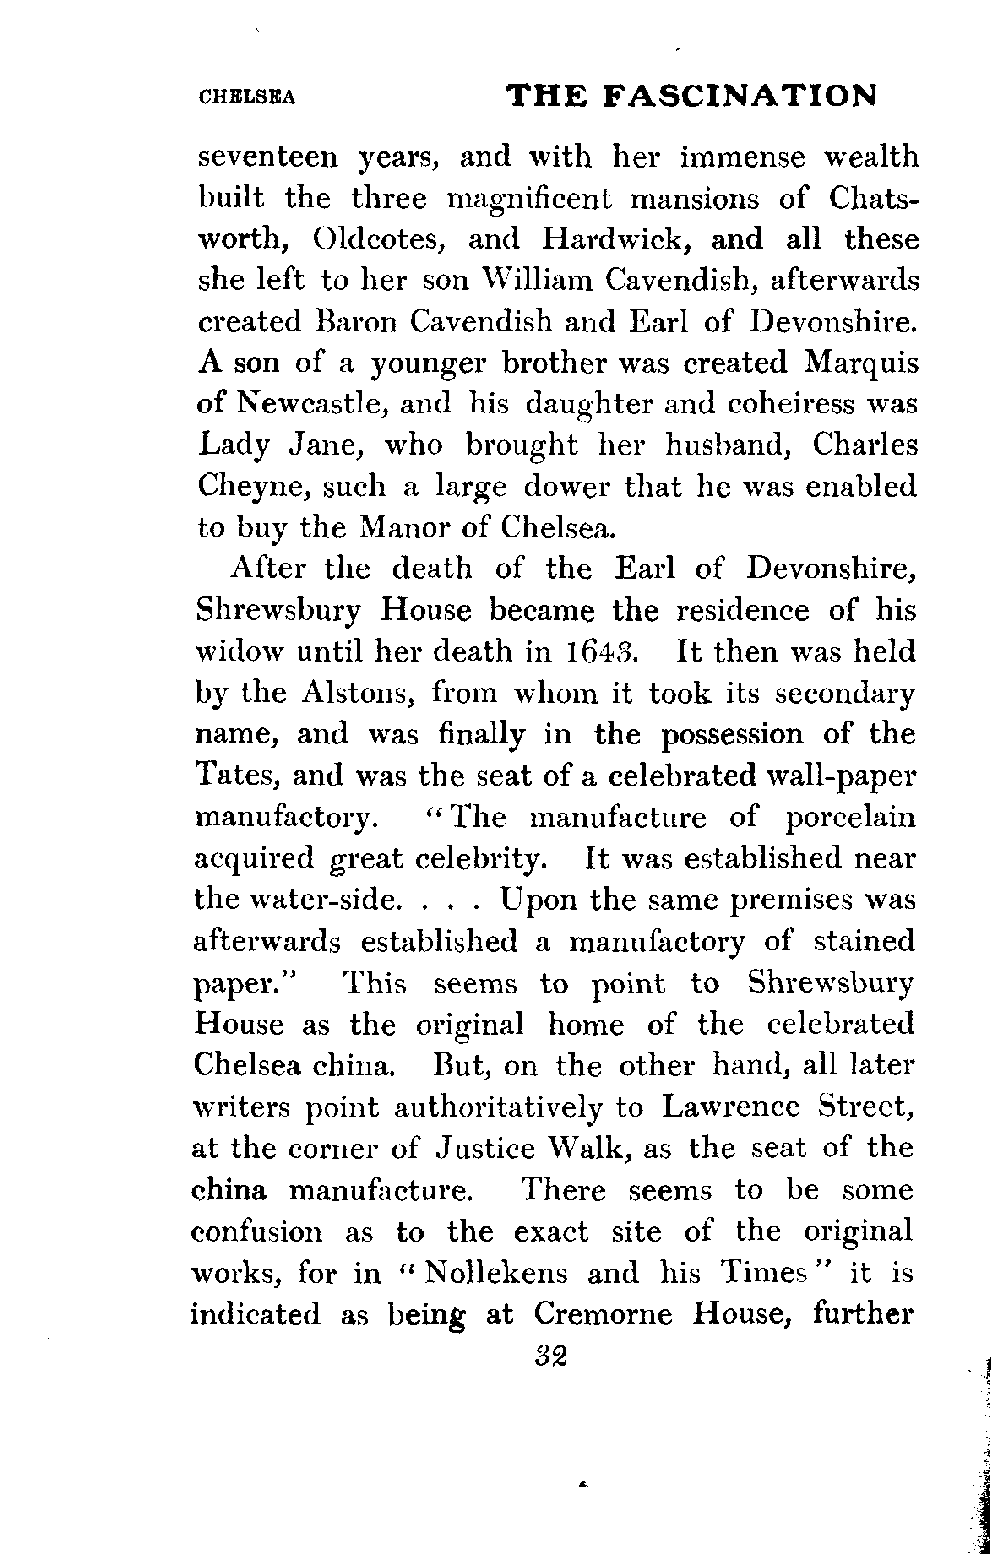 CHELSEA THE FASCINATION
seventeen years, and with her immense wealth
built the three magnificent mansions of Chats-
worth, Oldcotes, and Hardwick, and all these
she left to her son William Cavendish, afterwards
created Baron Cavendish and Earl of Devonshire.
A son of a younger brother was created Marquis
of Newcastle, and his daughter and coheiress was
Lady Jane, who brought her husband, Charles
Cheyne, such a large dower that he was enabled
to buy the Manor of Chelsea.
After the death of the Earl of Devonshire,
Shrewsbury House became the residence of his
widow until her death in 1643. It then was held
by the Alstons, from whom it took its secondary
name, and was finally in the possession of the
Tates, and was the seat of a celebrated wall-paper
manufactory. “The manufacture of porcelain
acquired great celebrity. It was established near
the water-side. . . . Upon the same premises was
afterwards established a manufactory of stained
paper.” This seems to point to Shrewsbury
House as the original home of the celebrated
Chelsea china. But, on the other hand, all later
writers point authoritatively to Lawrence Street,
at the corner of Justice Walk, as the seat of the
china manufacture. There seems to be some
confusion as to the exact site of the original
works, for in “Nollekens and his Times” it is
indicated as being at Cremorne House, further
32